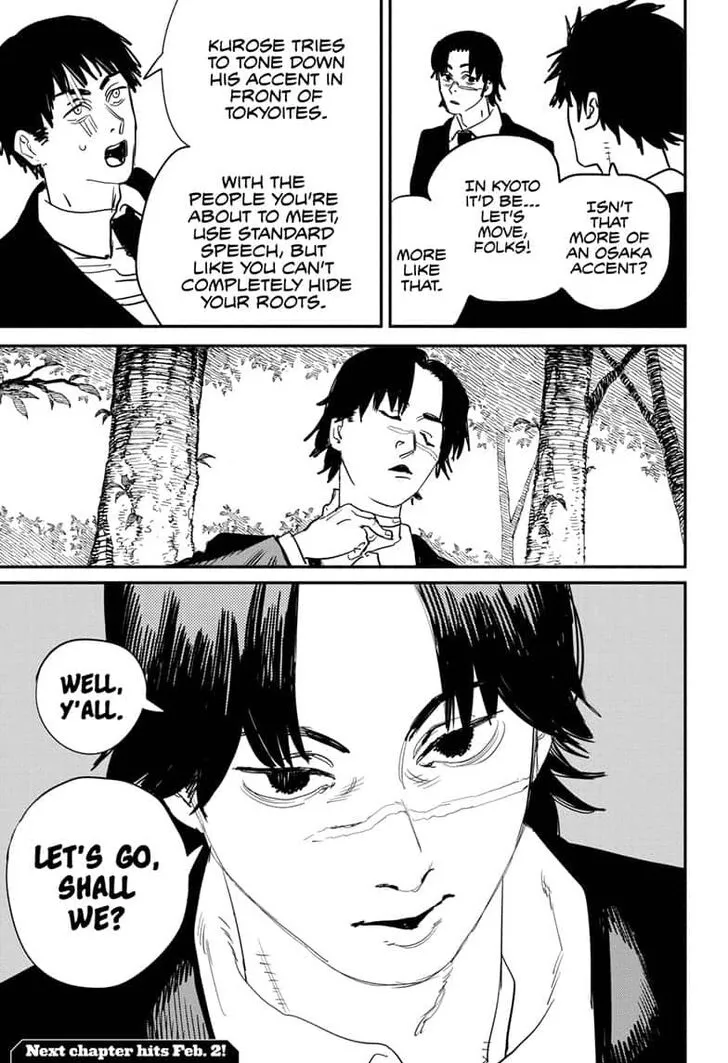 ISN'T
THAT
MORE OF
AN OSAKA
ACCENT?
IN KYOTO
IT'D BE...
LET'S
MOVE,
FOLKS!
MORE
LIKE
THAT.
KUROSE TRIES
TO TONE DOWN
HIS ACCENT IN
FRONT OF
TOKYOITES.
WITH THE
PEOPLE YOU'RE
ABOUT TO MEET,
USE STANDARD
SPEECH, BUT
LIKE YOU CAN'T
COMPLETELY HIDE
YOUR ROOTS.
WELL,
Y'ALL.
LET'S GO,
SHALL
WE?
Next chapter hits Feb. 2!